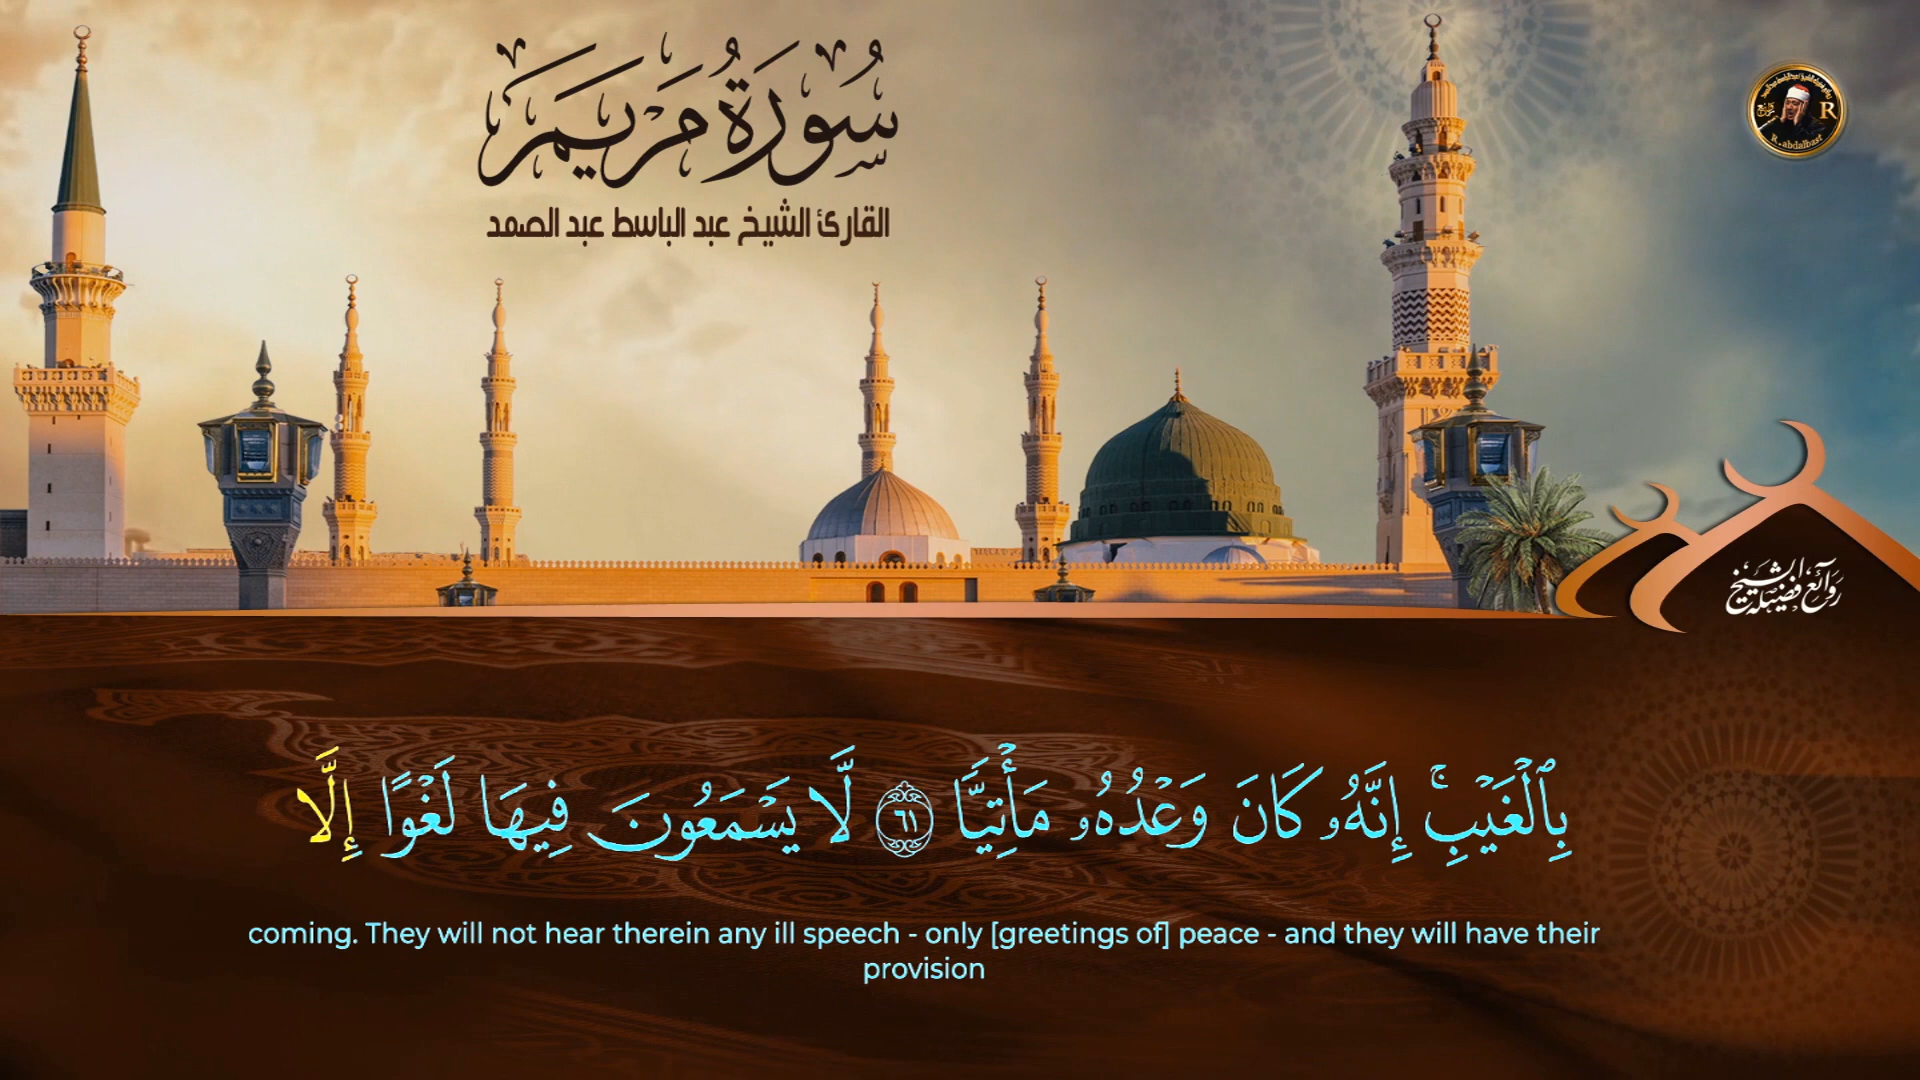 سُورَةُ مَرْيَمَ
القارئ الشيخ عبد الباسط عبد الصمد
R
R.abdalbast
روائع فضيلة الشيخ
بِٱلْغَيْبِ ۚ إِنَّهُۥ كَانَ وَعْدُهُۥ مَأْتِيًّا ٦١ لَّا يَسْمَعُونَ فِيهَا لَغْوًا إِلَّا
coming. They will not hear therein any ill speech - only [greetings of] peace - and they will have their
provision